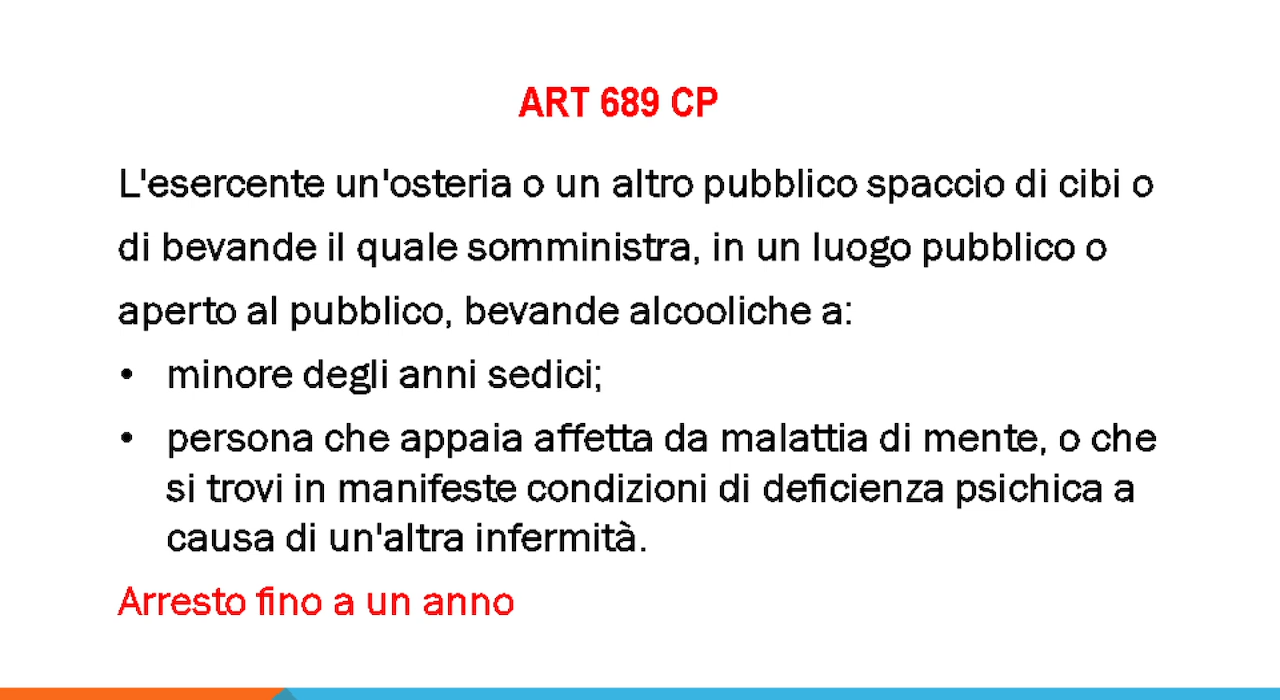 ART 689 CP
L'esercente un'osteria o un altro pubblico spaccio di cibi o
di bevande il quale somministra, in un luogo pubblico o
aperto al pubblico, bevande alcooliche a:
• minore degli anni sedici;
• persona che appaia affetta da malattia di mente, o che
si trovi in manifeste condizioni di deficienza psichica a
causa di un'altra infermità.
Arresto fino a un anno